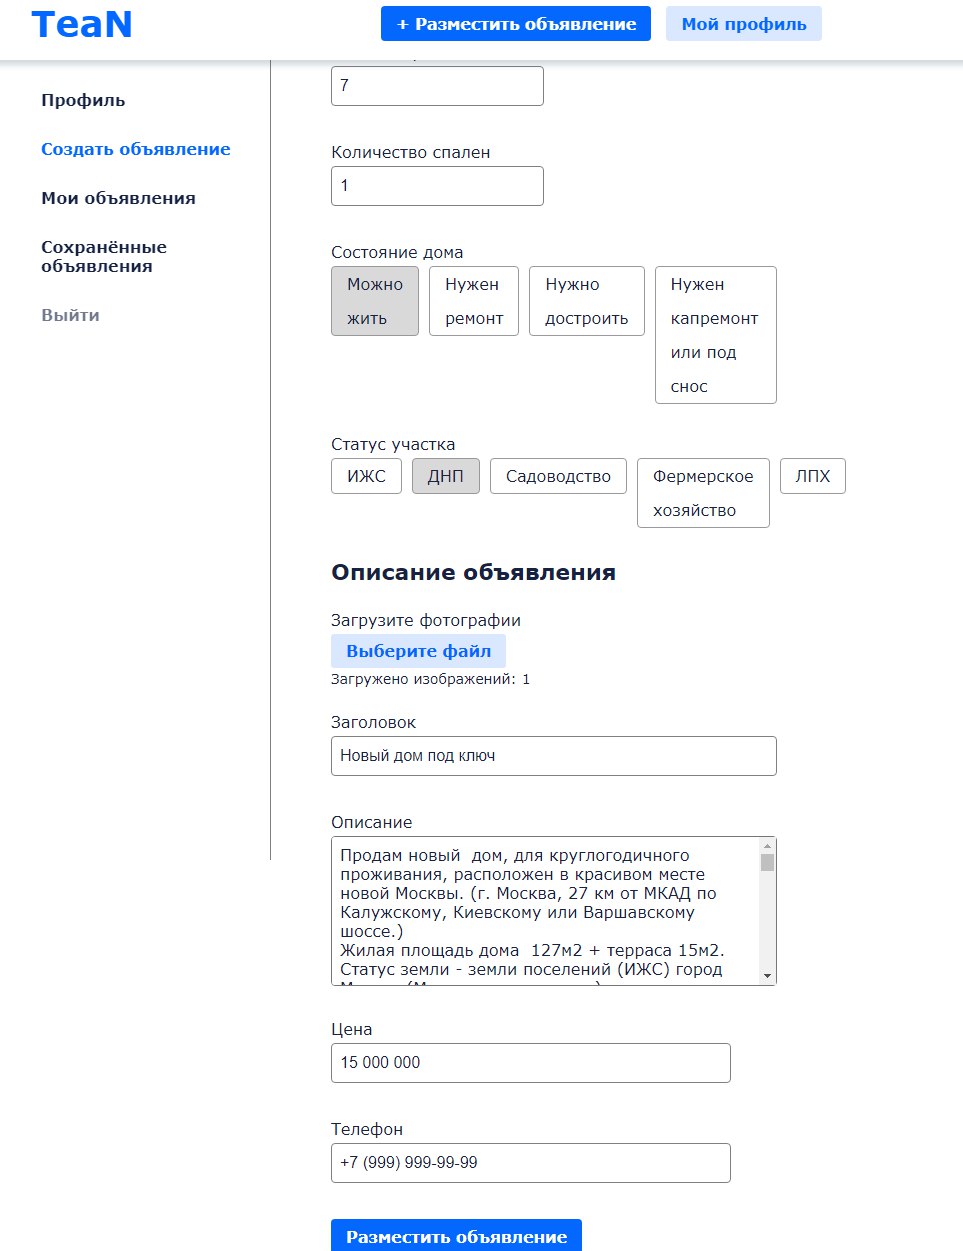 TeaN
+ Разместить объявление
Мой профиль
Профиль
Создать объявление
Мои объявления
Сохранённые
объявления
Выйти
7
Количество спален
1
Состояние дома
Можно
жить
Нужен
ремонт
Нужно
достроить
Нужен
капремонт
или под
снос
Статус участка
ИЖС
ДНП
Садоводство
Фермерское
хозяйство
ЛПХ
Описание объявления
Загрузите фотографии
Выберите файл
Загружено изображений: 1
Заголовок
Новый дом под ключ
Описание
Продам новый  дом, для круглогодичного
проживания, расположен в красивом месте
новой Москвы. (г. Москва, 27 км от МКАД по
Калужскому, Киевскому или Варшавскому
шоссе.)
Жилая площадь дома  127м2 + терраса 15м2.
Статус земли - земли поселений (ИЖС) город
Цена
15 000 000
Телефон
+7 (999) 999-99-99
Разместить объявление